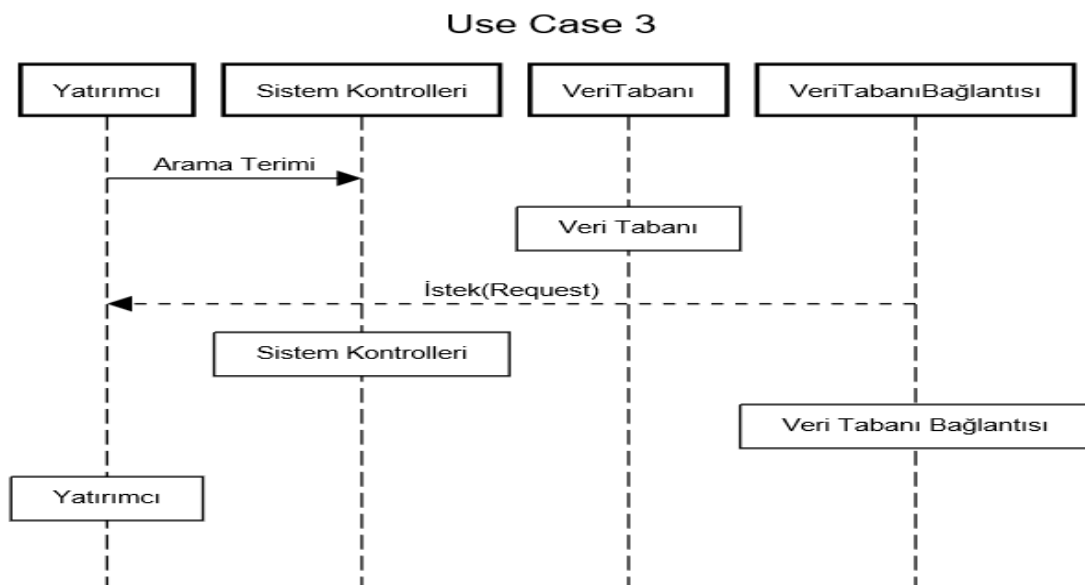 Use Case 3
Yatırımcı
Sistem Kontrolleri
VeriTabanı
VeriTabanıBağlantısı
Arama Terimi
Veri Tabanı
İstek(Request)
Sistem Kontrolleri
Veri Tabanı Bağlantısı
Yatırımcı